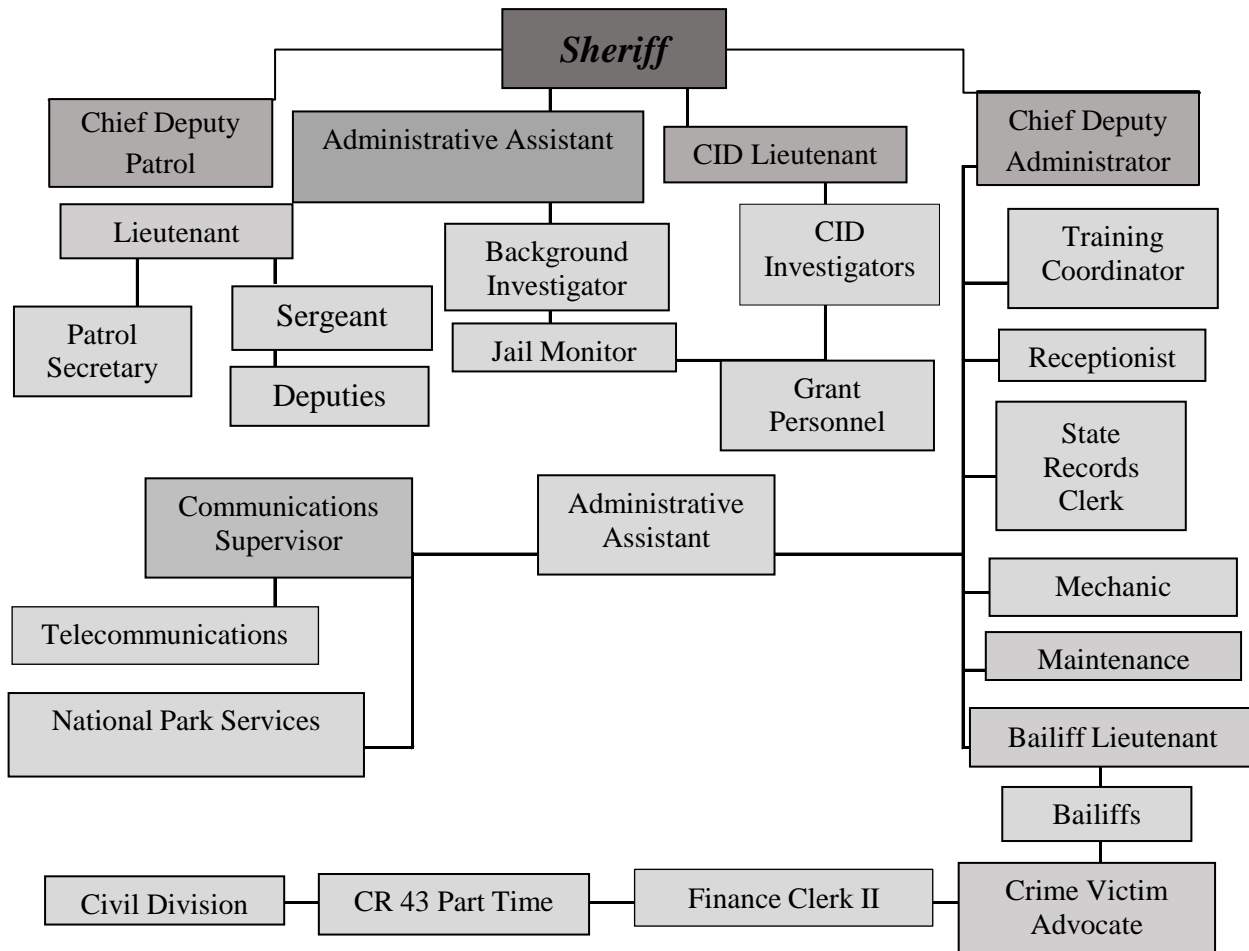 Sheriff
Chief Deputy
Patrol
Administrative Assistant
CID Lieutenant
Chief Deputy
Administrator
Lieutenant
Background
Investigator
CID
Investigators
Training
Coordinator
Patrol
Secretary
Sergeant
Jail Monitor
Receptionist
Deputies
Grant
Personnel
State
Records
Clerk
Communications
Supervisor
Administrative
Assistant
Mechanic
Telecommunications
Maintenance
National Park Services
Bailiff Lieutenant
Bailiffs
Civil Division
CR 43 Part Time
Finance Clerk II
Crime Victim
Advocate